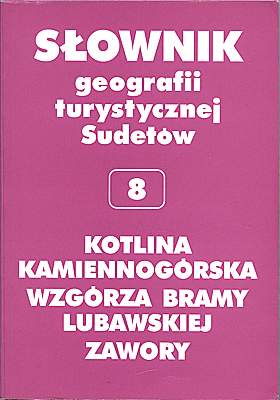 SŁOWNIK
geografii
turystycznej
Sudetów
8
KOTLINA
KAMIENNOGÓRSKA
WZGÓRZA BRAMY
LUBAWSKIEJ
ZAWORY